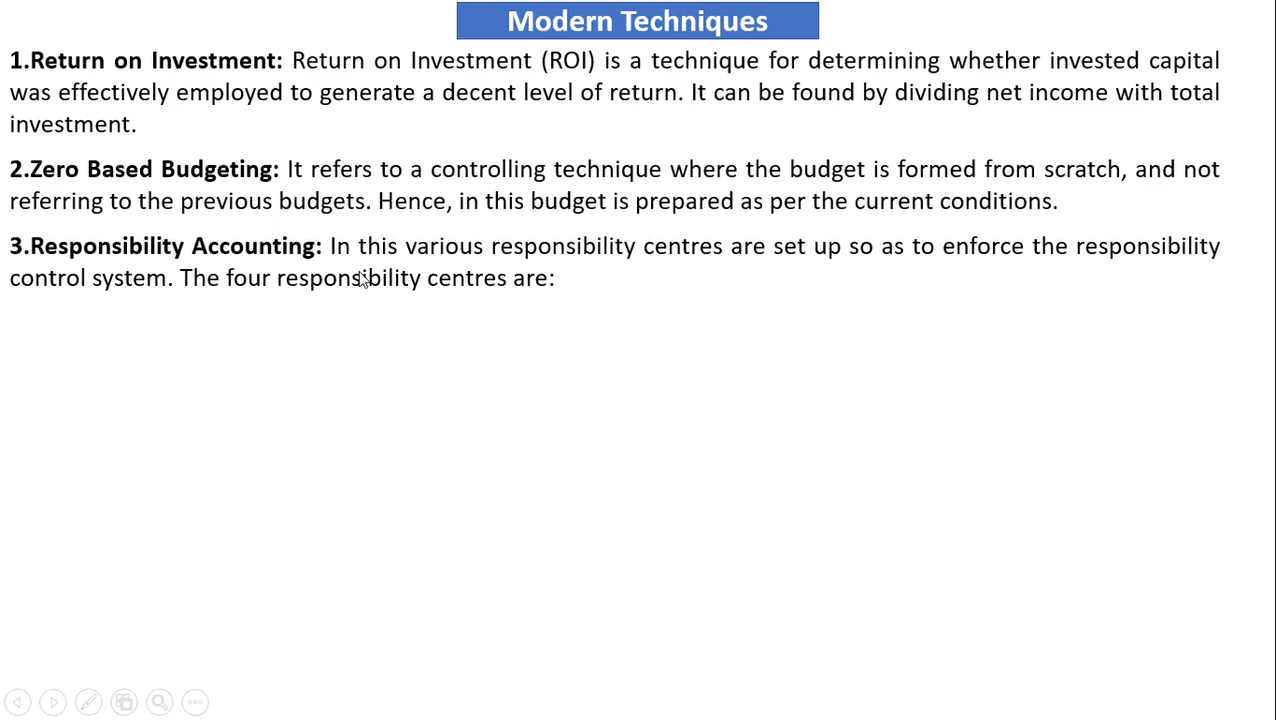 Modern Techniques
1.Return on Investment: Return on Investment (ROI) is a technique for determining whether invested capital
was effectively employed to generate a decent level of return. It can be found by dividing net income with total
investment.
2.Zero Based Budgeting: It refers to a controlling technique where the budget is formed from scratch, and not
referring to the previous budgets. Hence, in this budget is prepared as per the current conditions.
3.Responsibility Accounting: In this various responsibility centres are set up so as to enforce the responsibility
control system. The four responsibility centres are: